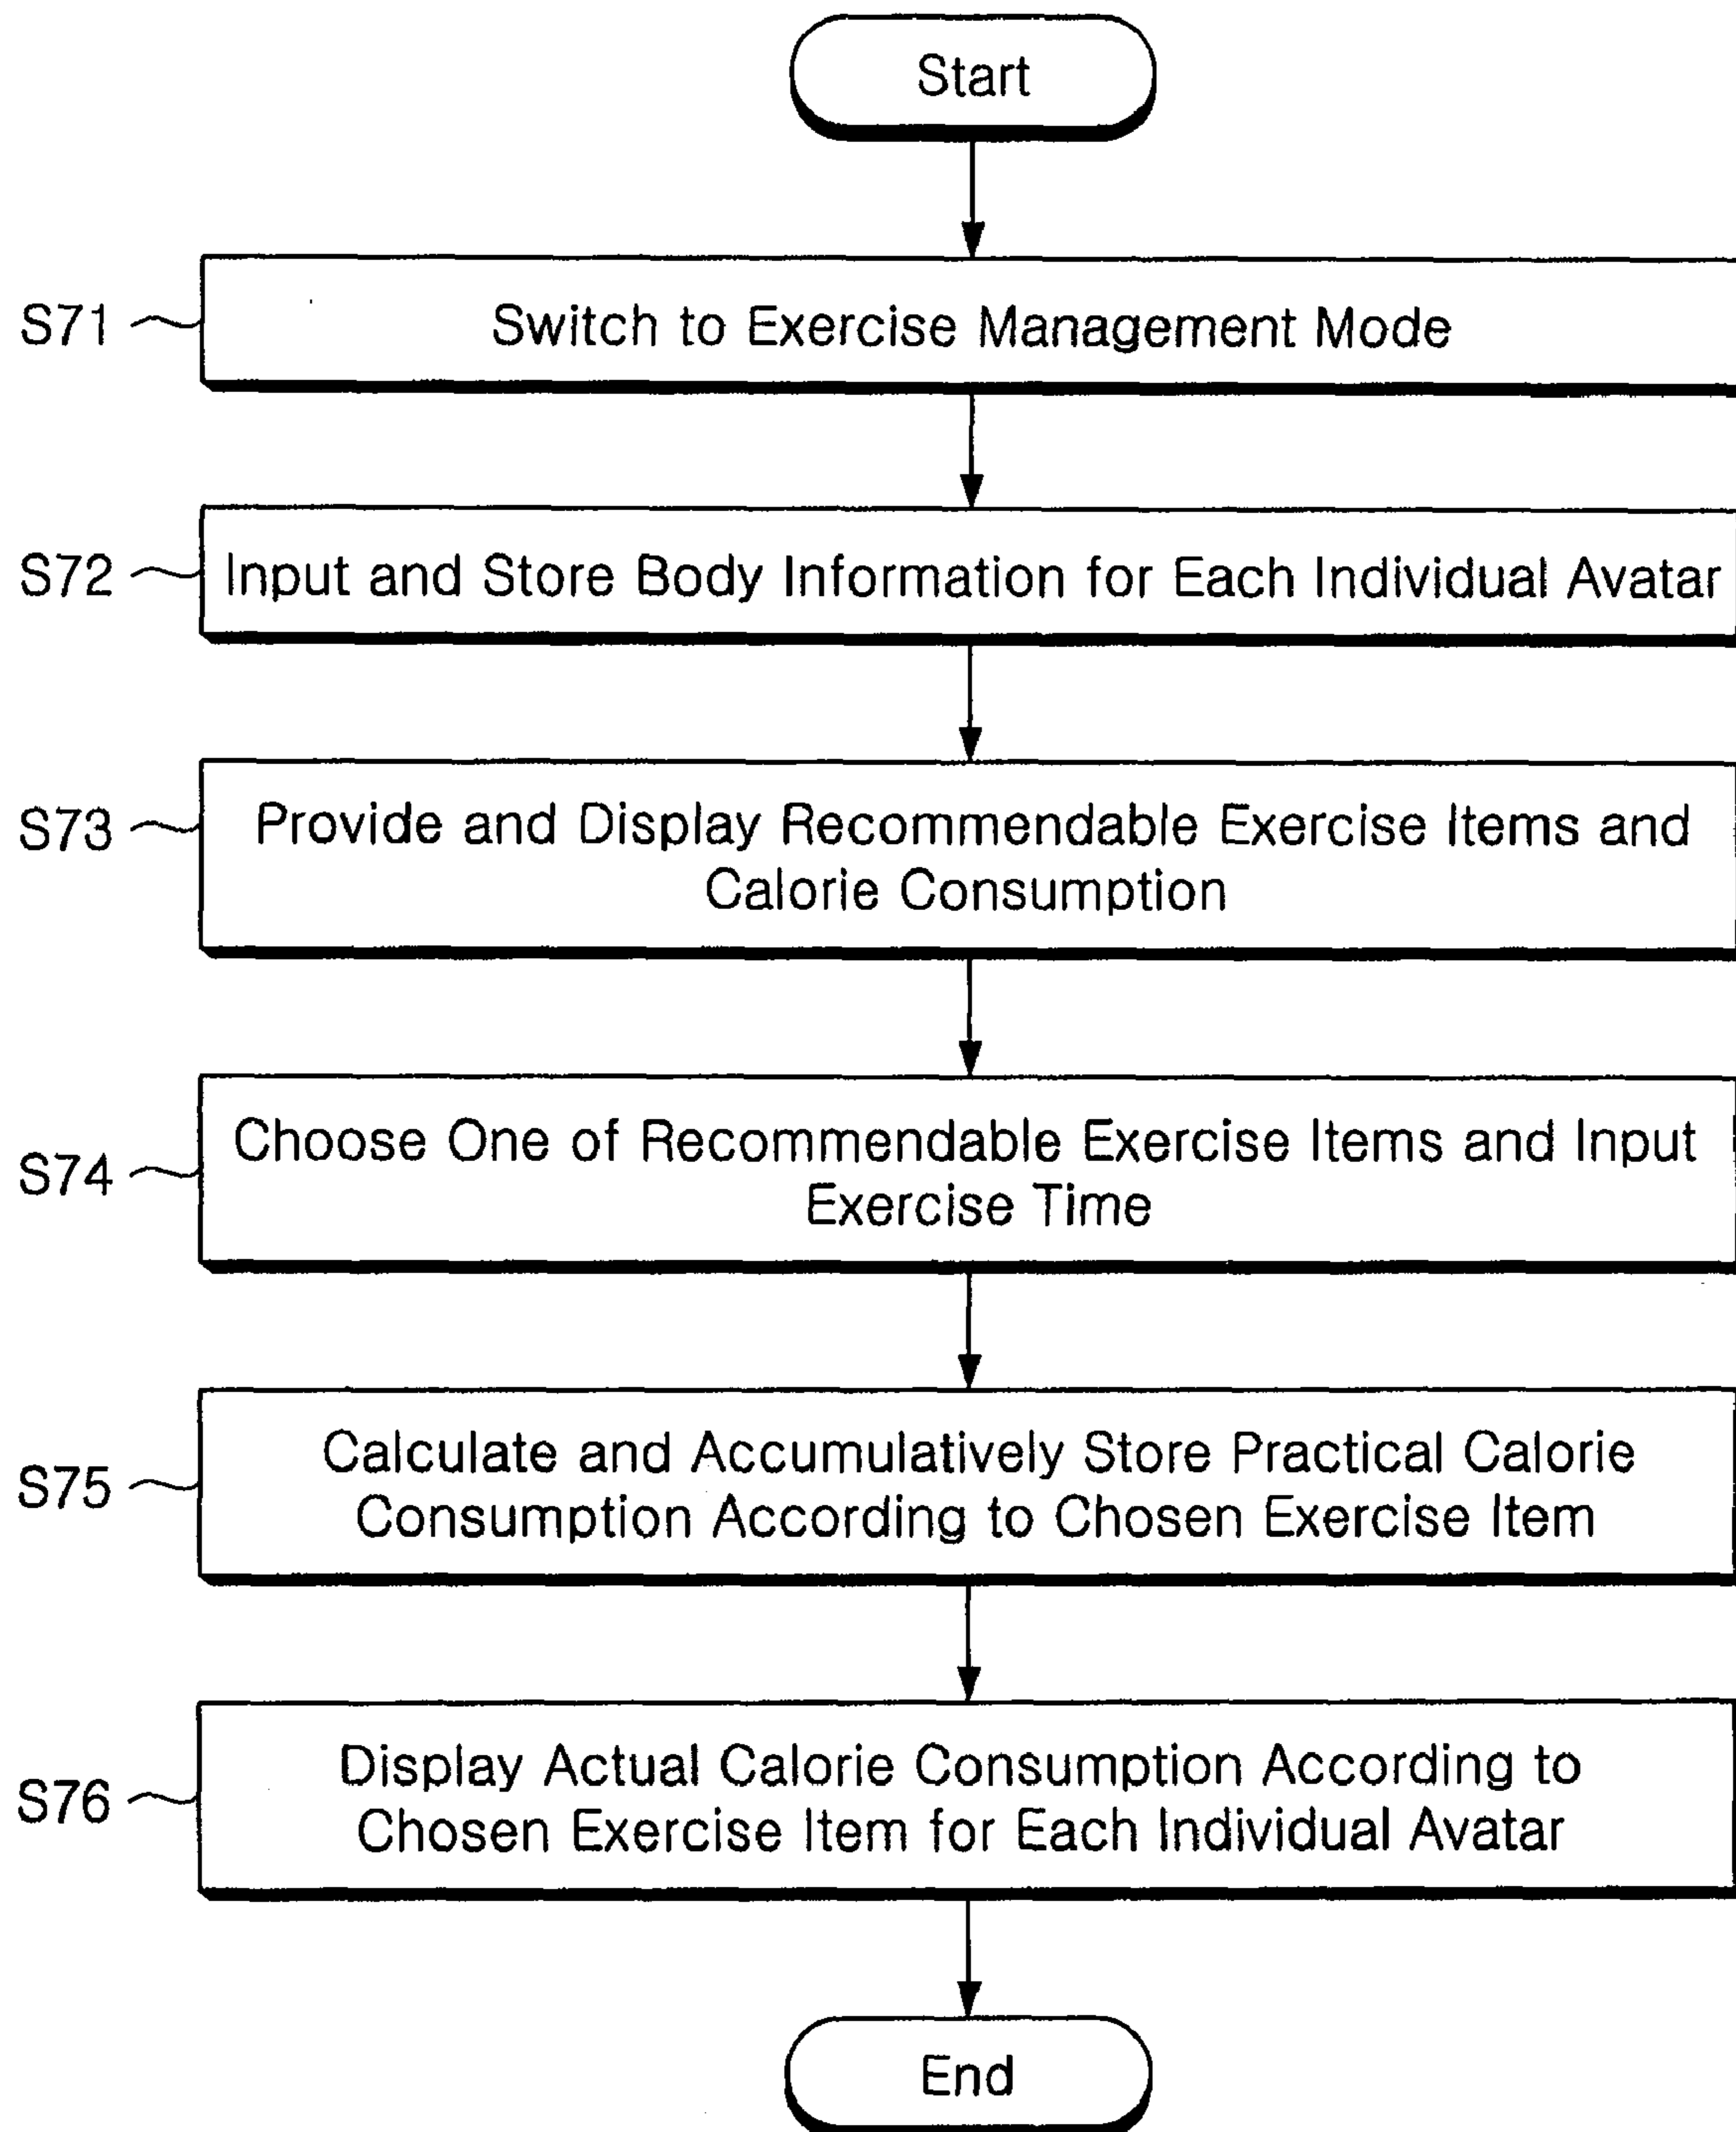 Start
S71
Switch to Exercise Management Mode
S72
Input and Store Body Information for Each Individual Avatar
S73
Provide and Display Recommendable Exercise Items and
Calorie Consumption
S74
Choose One of Recommendable Exercise Items and Input
Exercise Time
S75
Calculate and Accumulatively Store Practical Calorie
Consumption According to Chosen Exercise Item
S76
Display Actual Calorie Consumption According to
Chosen Exercise Item for Each Individual Avatar
End